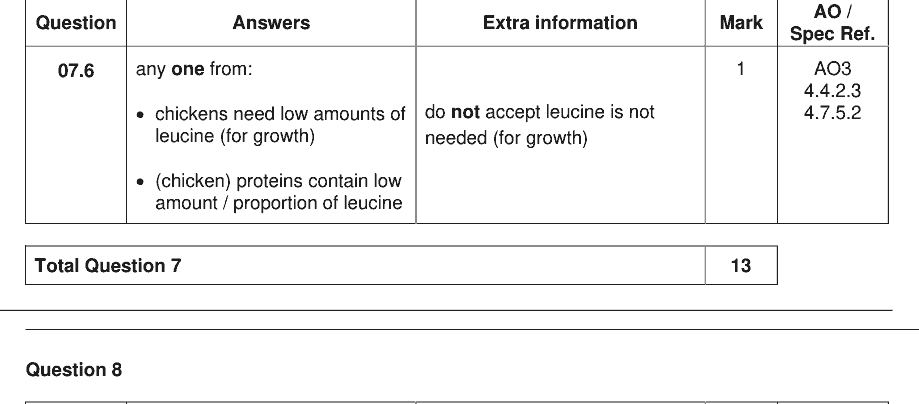 Question Answers Extra information Mark AO /
Spec Ref.
07.6 any one from: 1 AO3
4.4.2.3
• chickens need low amounts of do not accept leucine is not 4.7.5.2
leucine (for growth) needed (for growth)
• (chicken) proteins contain low
amount / proportion of leucine
Total Question 7 13
Question 8